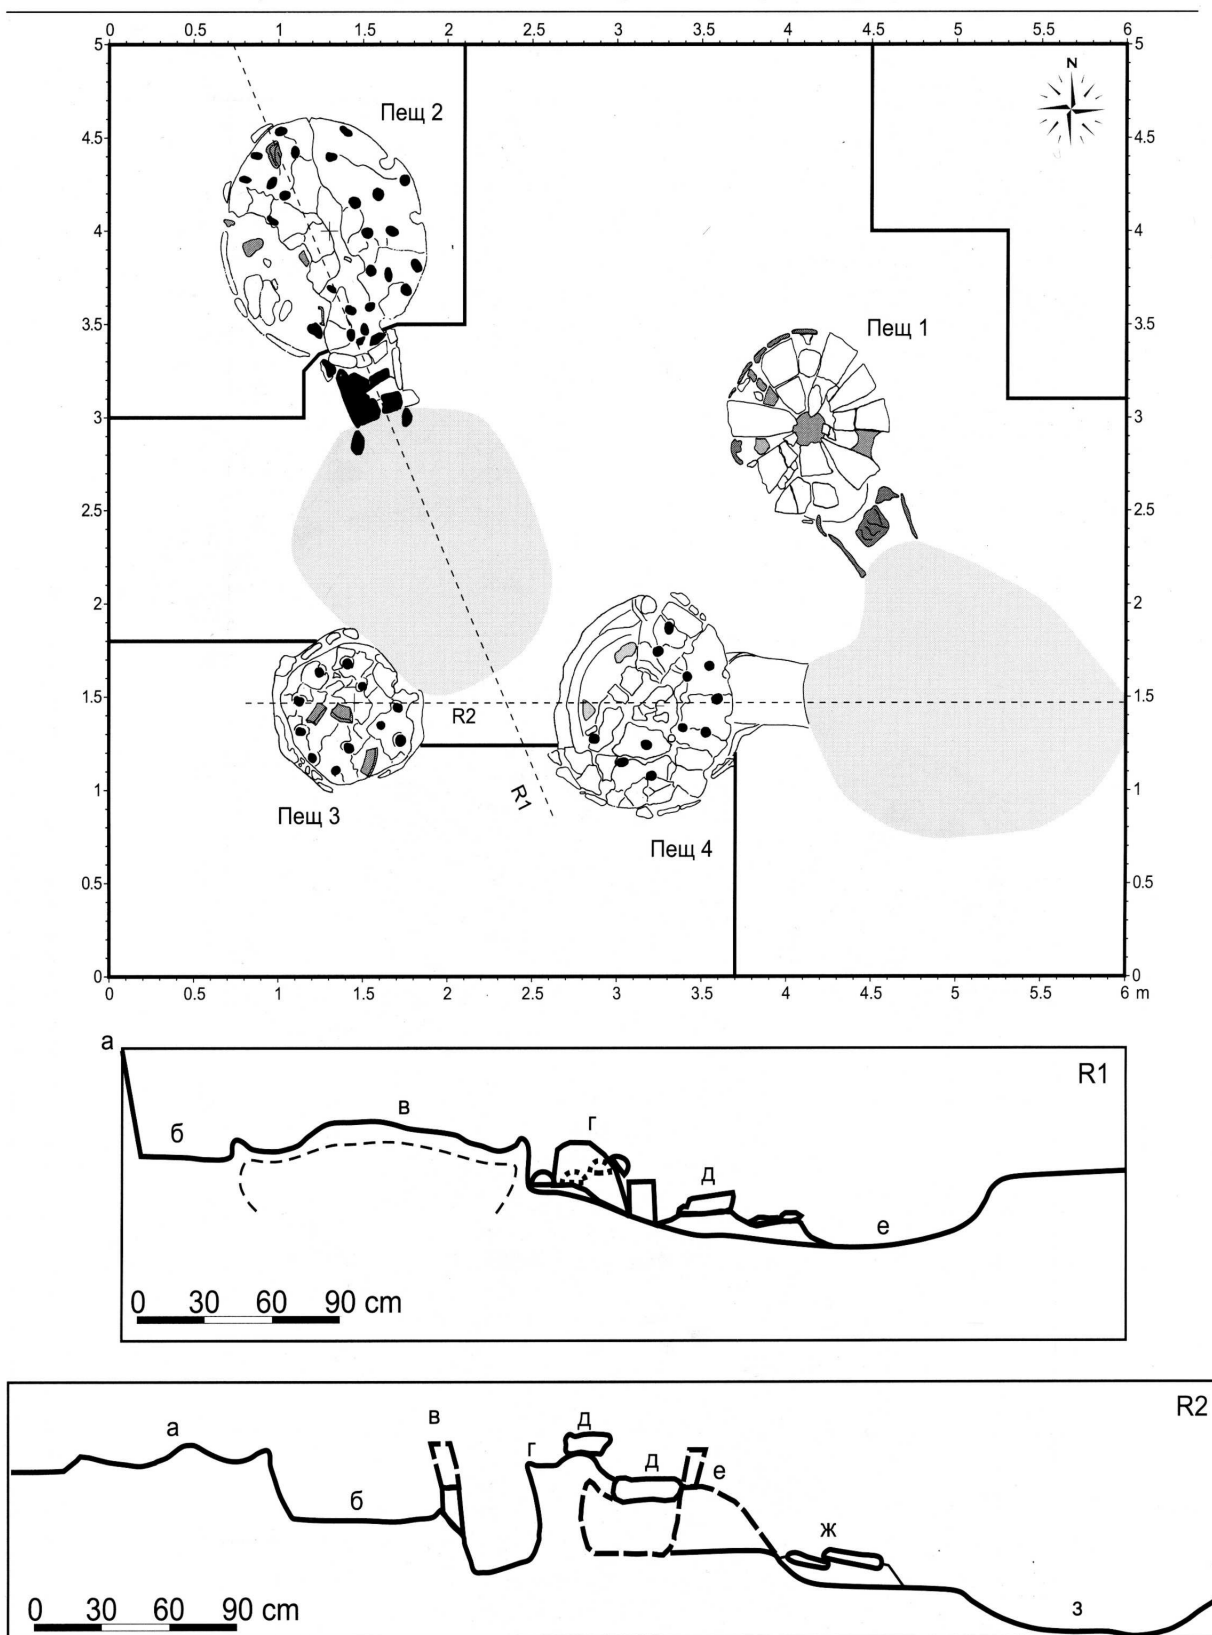 0 0.5 1 1.5 2 2.5 3 3.5 4 4.5 5 5.5 6
5 5
N
Пещ 2
4.5 4.5
4 4
3.5 3.5
Пещ 1
3 3
2.5 2.5
2 2
1.5 1.5
R2
R1
1 1
Пещ 3
Пещ 4
0.5 0.5
0 0
0 0.5 1 1.5 2 2.5 3 3.5 4 4.5 5 5.5 6 m
а
R1
б в г
д
е
0 30 60 90 cm
R2
а в г д
д е
б
ж
0 30 60 90 cm
з